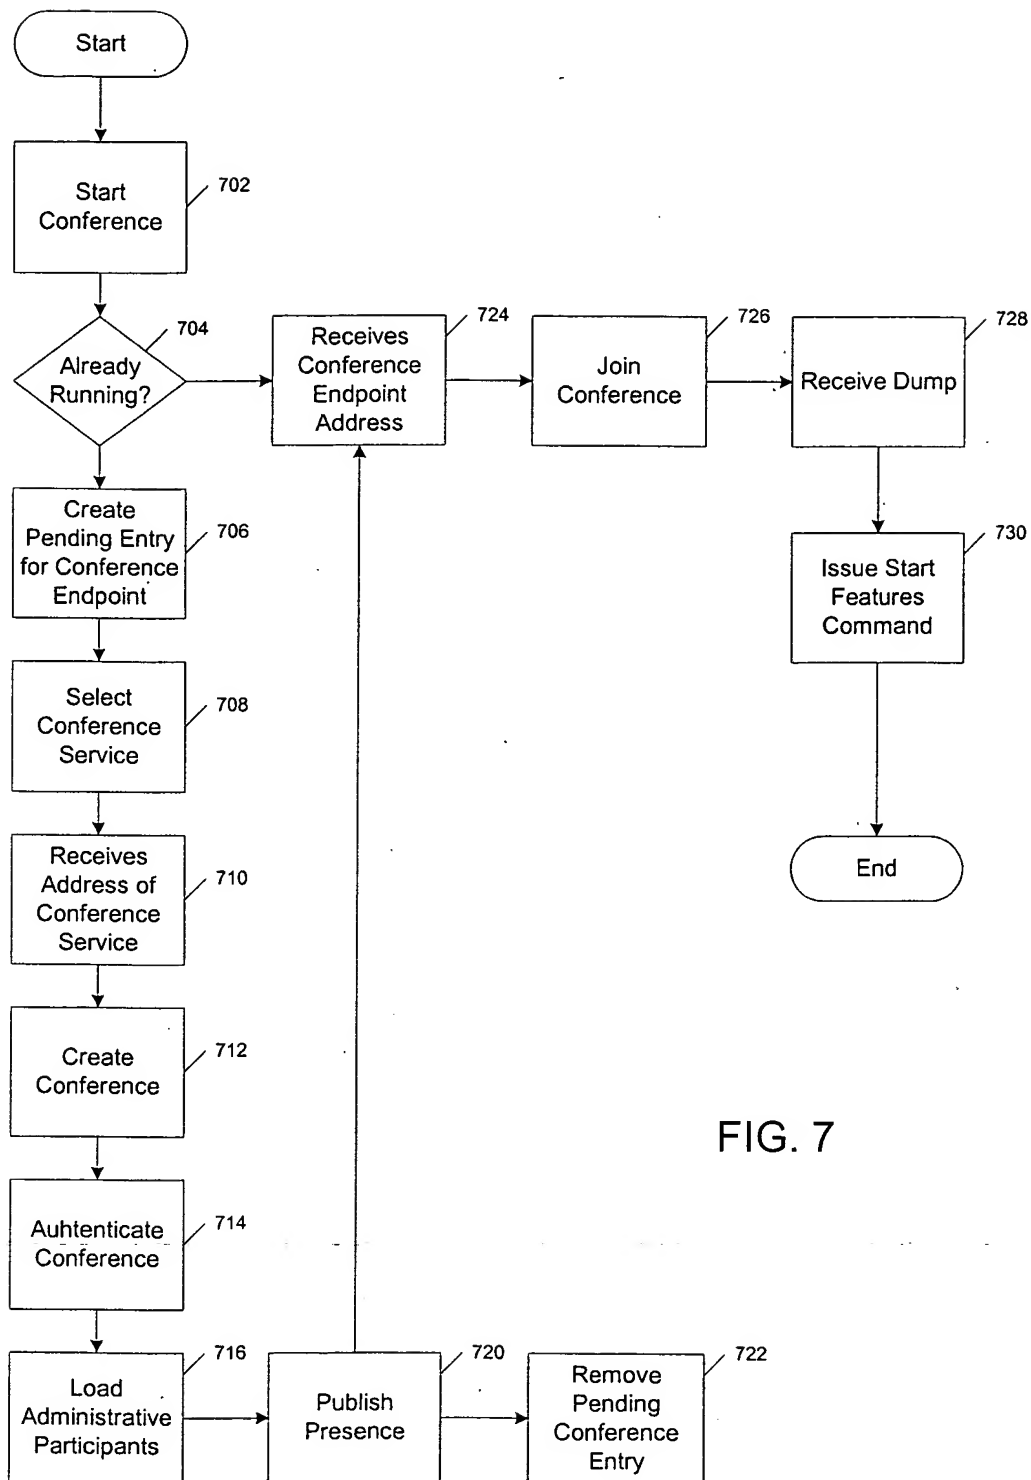 Start
Start
Conference
702
Already
Running?
704
Receives
Conference
Endpoint
Address
724
Join
Conference
726
Receive Dump
728
Create
Pending Entry
for Conference
Endpoint
706
Issue Start
Features
Command
730
Select
Conference
Service
708
Receives
Address of
Conference
Service
710
End
Create
Conference
712
FIG. 7
Auhtenticate
Conference
714
Load
Administrative
Participants
716
Publish
Presence
720
Remove
Pending
Conference
Entry
722